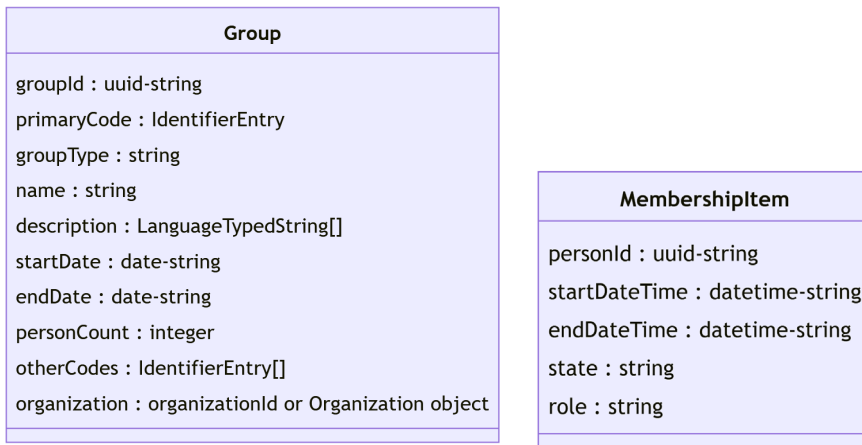 Group
groupId : uuid-string
primaryCode : IdentifierEntry
groupType : string
name : string
description : LanguageTypedString[]
startDate : date-string
endDate : date-string
personCount : integer
otherCodes : IdentifierEntry[]
organization : organizationId or Organization object
MembershipItem
personId : uuid-string
startDateTime : datetime-string
endDateTime : datetime-string
state : string
role : string